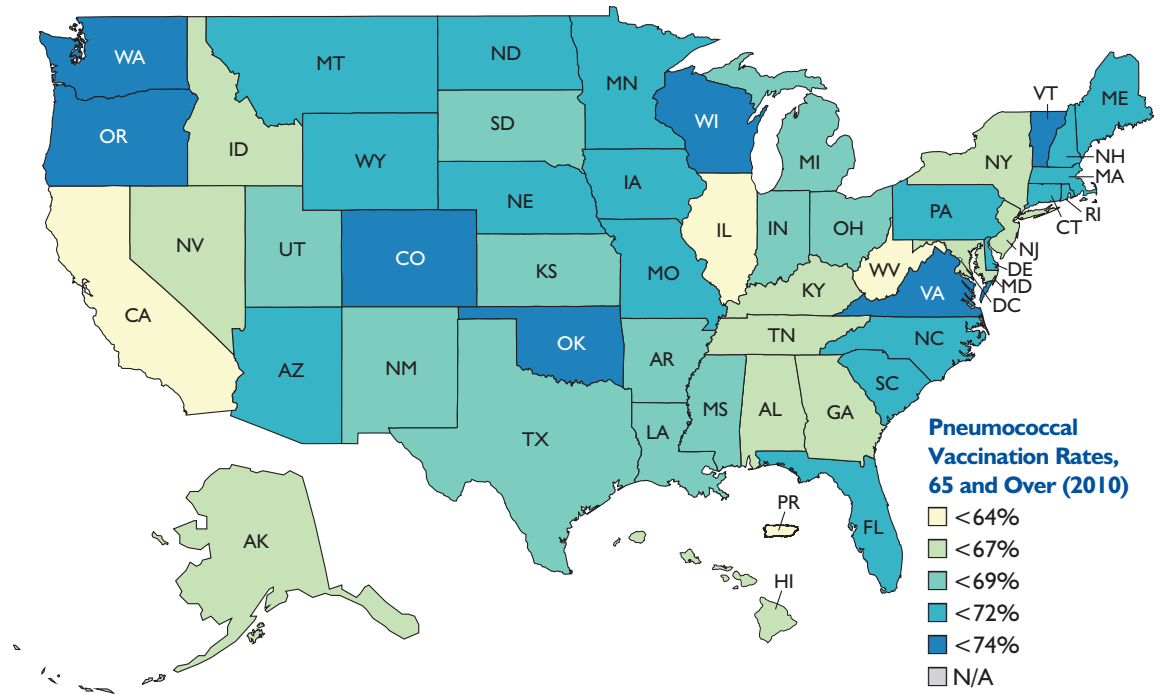 WA
MT
ND
MN
VT
ME
OR
ID
SD
WI
NY
NH
MA
WY
MI
RI
CT
IA
NE
PA
NV
UT
IL
IN
OH
NJ
CO
KS
MO
WV
DE
MD
DC
CA
KY
VA
TN
NC
OK
AZ
NM
AR
SC
MS
AL
GA
TX
LA
Pneumococcal
Vaccination Rates,
65 and Over (2010)
<64%
<67%
<69%
<72%
<74%
N/A
FL
PR
AK
HI